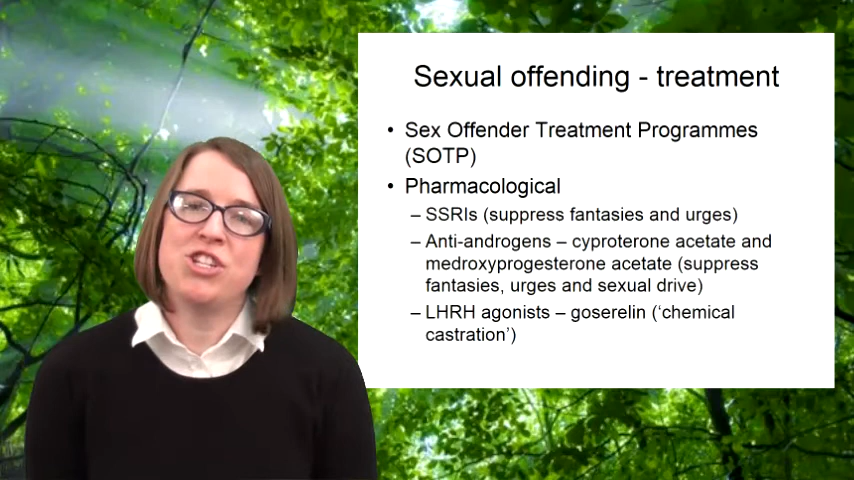 Sexual offending - treatment
• Sex Offender Treatment Programmes
(SOTP)
• Pharmacological
– SSRIs (suppress fantasies and urges)
– Anti-androgens – cyproterone acetate and
medroxyprogesterone acetate (suppress
fantasies, urges and sexual drive)
– LHRH agonists – goserelin (‘chemical
castration’)